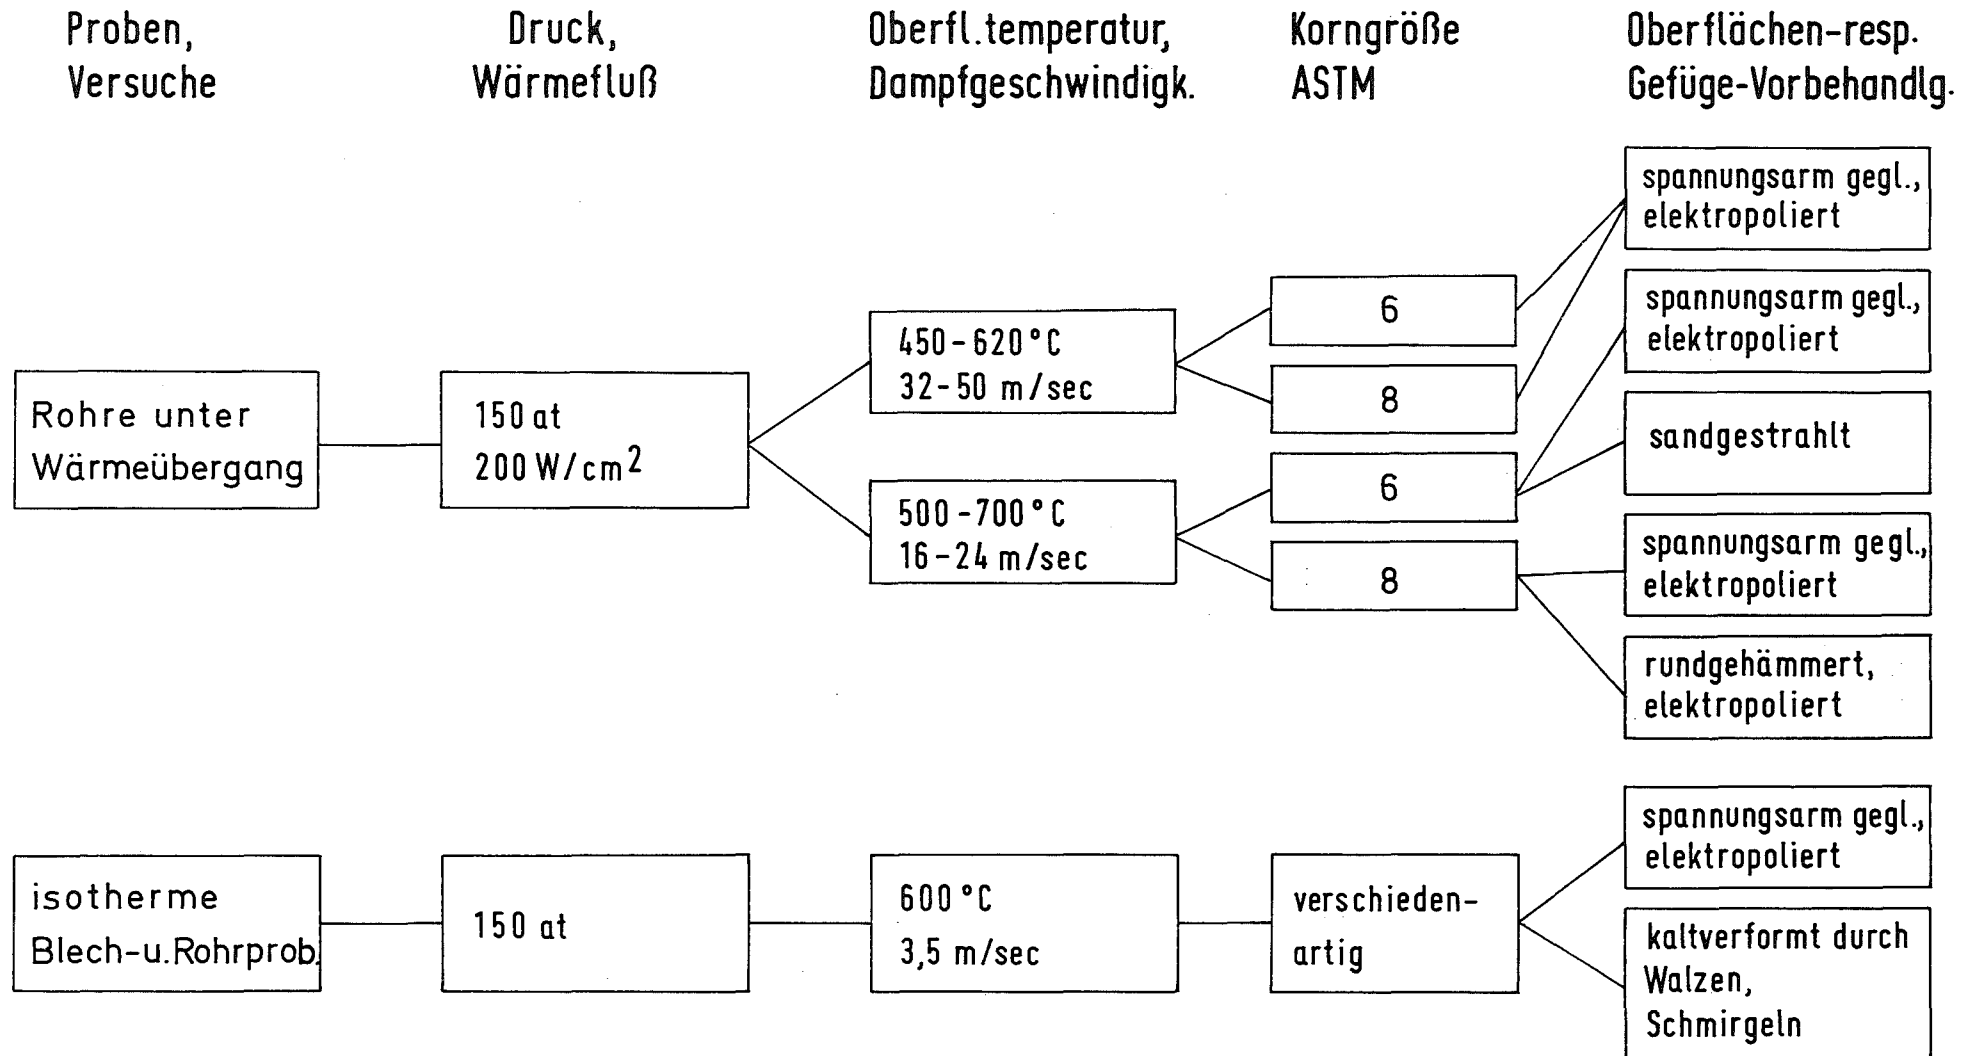 Proben,
Versuche
Druck,
Wärmefluß
Oberfl.temperatur,
Dampfgeschwindigk.
Korngröße
ASTM
Oberflächen-resp.
Gefüge-Vorbehandlg.
Rohre unter
Wärmeübergang
150 at
200 W/cm²
450-620°C
32-50 m/sec
500-700°C
16-24 m/sec
6
8
6
8
spannungsarm gegl.,
elektropoliert
spannungsarm gegl.,
elektropoliert
sandgestrahlt
spannungsarm gegl.,
elektropoliert
rundgehämmert,
elektropoliert
isotherme
Blech-u.Rohrprob.
150 at
600°C
3,5 m/sec
verschieden-
artig
spannungsarm gegl.,
elektropoliert
kaltverformt durch
Walzen,
Schmirgeln